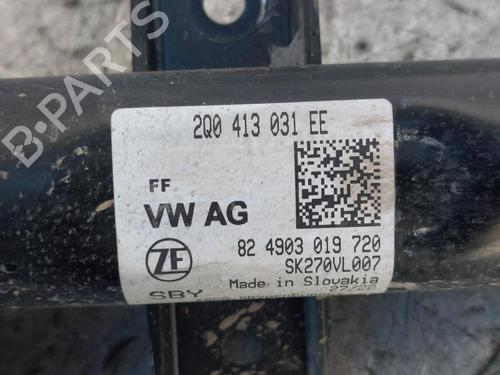 B-PARTS
2Q0 413 031 EE
FF
VW AG
ZF
82 4903 019 720
SK270VL007
Made in Slovakia
SBY